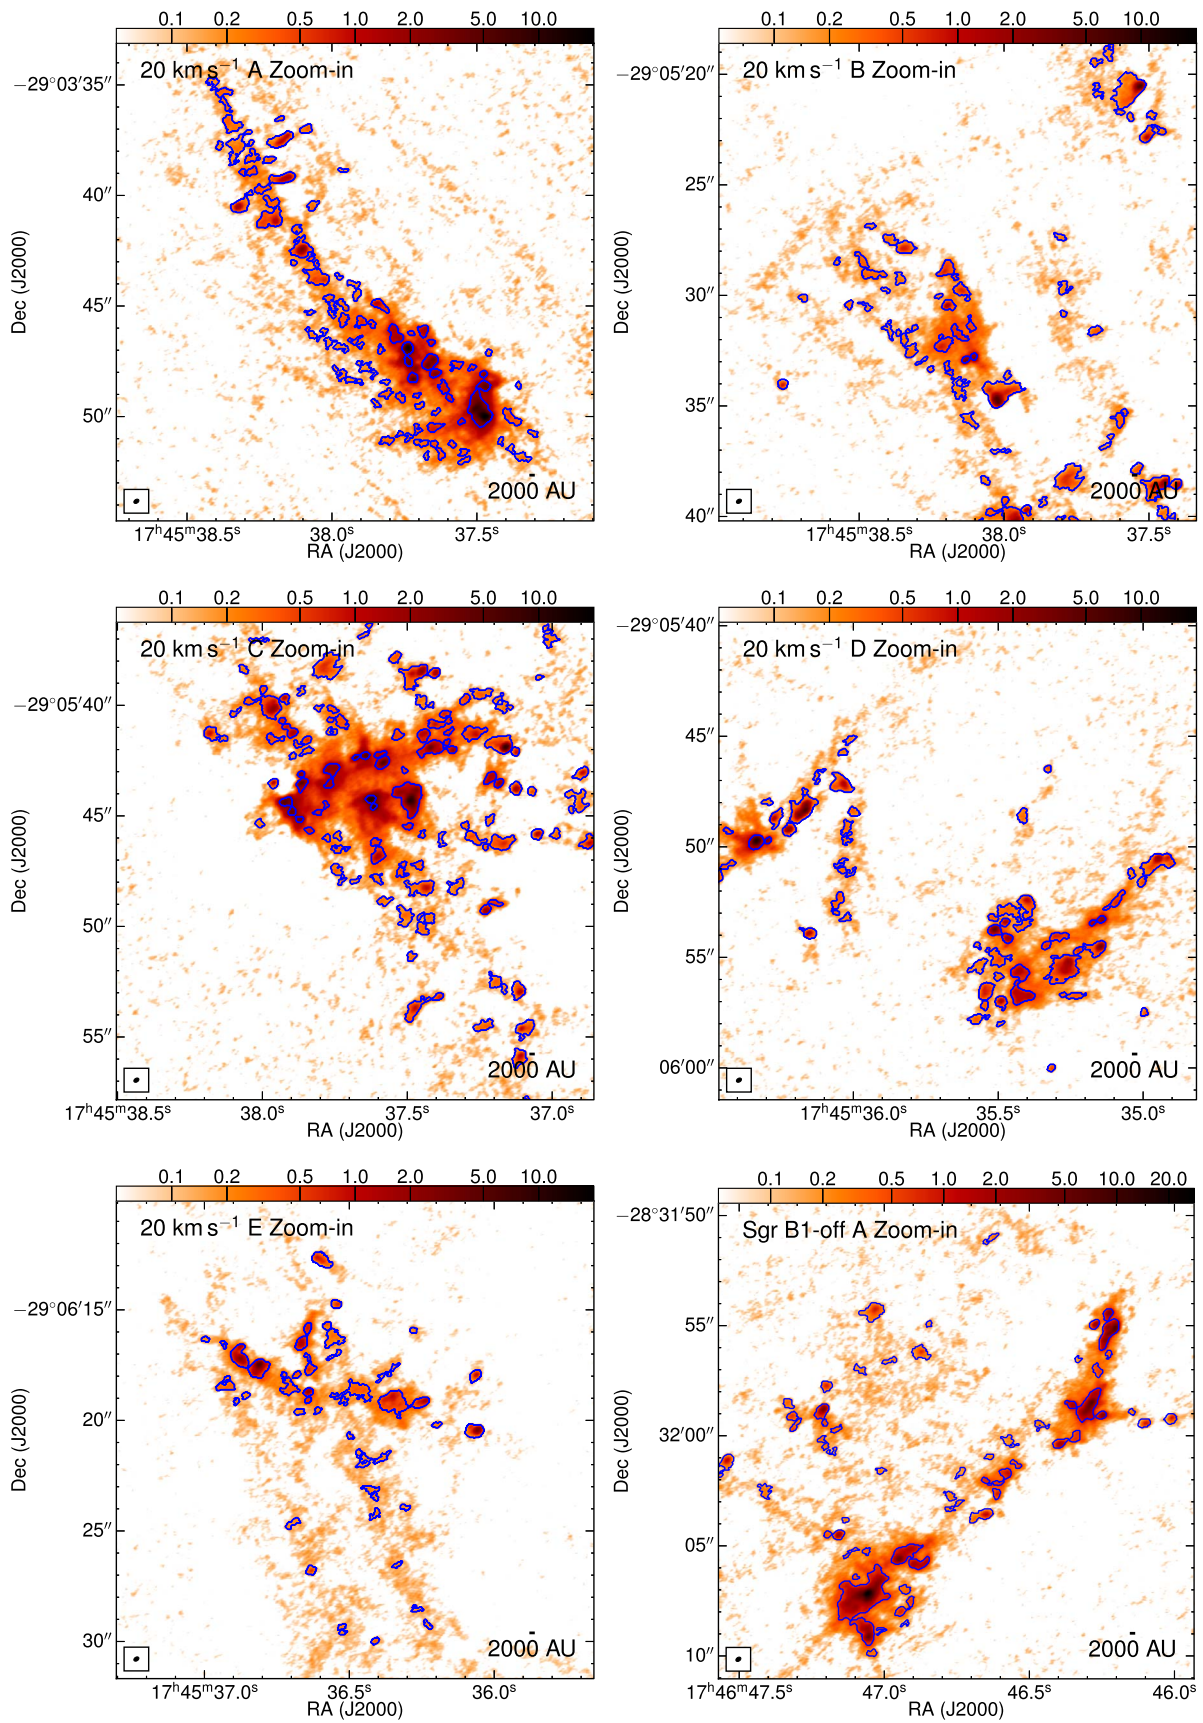 0.1 0.2 0.5 1.0 2.0 5.0 10.0
20 km s⁻¹ A Zoom-in
−29°03′35″
40″
45″
50″
Dec (J2000)
2000 AU
17ʰ45ᵐ38.5ˢ 38.0ˢ 37.5ˢ
RA (J2000)
0.1 0.2 0.5 1.0 2.0 5.0 10.0
20 km s⁻¹ B Zoom-in
−29°05′20″
25″
30″
35″
40″
Dec (J2000)
2000 AU
17ʰ45ᵐ38.5ˢ 38.0ˢ 37.5ˢ
RA (J2000)
0.1 0.2 0.5 1.0 2.0 5.0 10.0
20 km s⁻¹ C Zoom-in
−29°05′40″
45″
50″
55″
Dec (J2000)
2000 AU
17ʰ45ᵐ38.5ˢ 38.0ˢ 37.5ˢ 37.0ˢ
RA (J2000)
0.1 0.2 0.5 1.0 2.0 5.0 10.0
20 km s⁻¹ D Zoom-in
−29°05′40″
45″
50″
55″
06′00″
Dec (J2000)
2000 AU
17ʰ45ᵐ36.0ˢ 35.5ˢ 35.0ˢ
RA (J2000)
0.1 0.2 0.5 1.0 2.0 5.0 10.0
20 km s⁻¹ E Zoom-in
−29°06′15″
20″
25″
30″
Dec (J2000)
2000 AU
17ʰ45ᵐ37.0ˢ 36.5ˢ 36.0ˢ
RA (J2000)
0.1 0.2 0.5 1.0 2.0 5.0 10.0 20.0
Sgr B1-off A Zoom-in
−28°31′50″
55″
32′00″
05″
10″
Dec (J2000)
2000 AU
17ʰ46ᵐ47.5ˢ 47.0ˢ 46.5ˢ 46.0ˢ
RA (J2000)